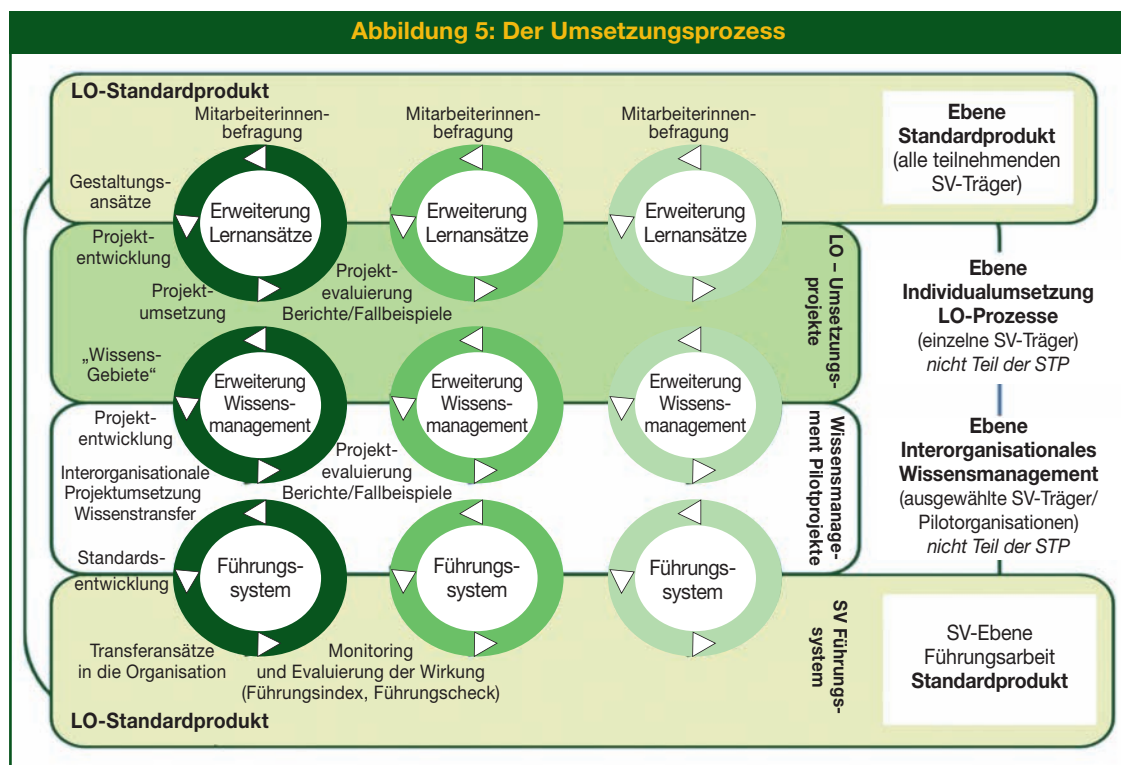 Abbildung 5: Der Umsetzungsprozess
LO-Standardprodukt
Mitarbeiterinnen-
befragung
Mitarbeiterinnen-
befragung
Mitarbeiterinnen-
befragung
Ebene
Standardprodukt
(alle teilnehmenden
SV-Träger)
Gestaltungs-
ansätze
Erweiterung
Lernansätze
Erweiterung
Lernansätze
Erweiterung
Lernansätze
Projekt-
entwicklung
Projekt-
umsetzung
Projekt-
evaluierung
Berichte/Fallbeispiele
LO – Umsetzungs-
projekte
Ebene
Individualumsetzung
LO-Prozesse
(einzelne SV-Träger)
nicht Teil der STP
„Wissens-
Gebiete“
Erweiterung
Wissens-
management
Erweiterung
Wissens-
management
Erweiterung
Wissens-
management
Projekt-
entwicklung
Interorganisationale
Projektumsetzung
Wissenstransfer
Projekt-
evaluierung
Berichte/Fallbeispiele
Wissensmanage-
ment Pilotprojekte
Ebene
Interorganisationales
Wissensmanagement
(ausgewählte SV-Träger/
Pilotorganisationen)
nicht Teil der STP
Standards-
entwicklung
Führungs-
system
Führungs-
system
Führungs-
system
Transferansätze
in die Organisation
Monitoring
und Evaluierung der Wirkung
(Führungsindex, Führungscheck)
SV Führungs-
system
SV-Ebene
Führungsarbeit
Standardprodukt
LO-Standardprodukt